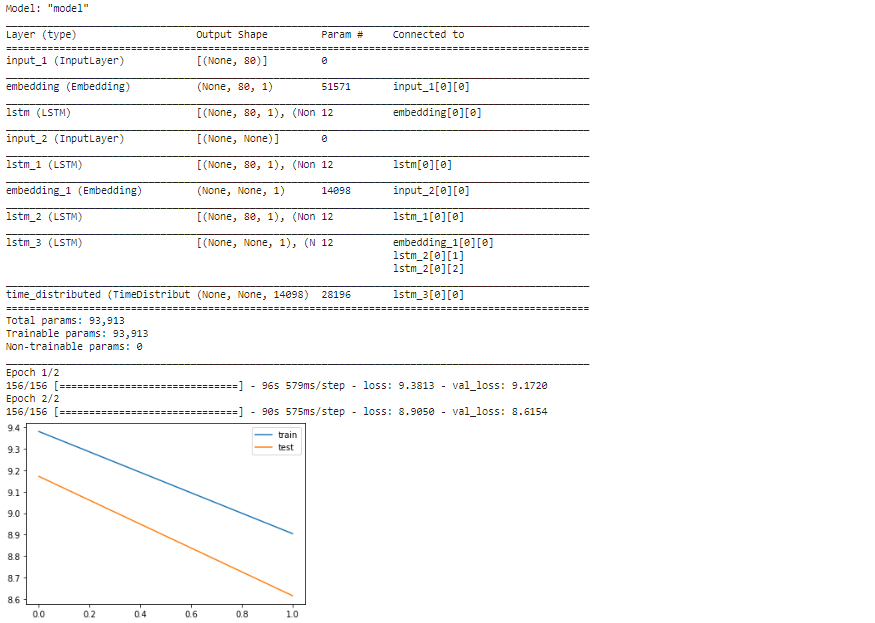 Model: "model"
Layer (type) Output Shape Param # Connected to
==================================================================================================
input_1 (InputLayer) [(None, 80)] 0
embedding (Embedding) (None, 80, 1) 51571 input_1[0][0]
lstm (LSTM) [(None, 80, 1), (Non 12 embedding[0][0]
input_2 (InputLayer) [(None, None)] 0
lstm_1 (LSTM) [(None, 80, 1), (Non 12 lstm[0][0]
embedding_1 (Embedding) (None, None, 1) 14098 input_2[0][0]
lstm_2 (LSTM) [(None, 80, 1), (Non 12 lstm_1[0][0]
lstm_3 (LSTM) [(None, None, 1), (N 12 embedding_1[0][0]
lstm_2[0][1]
lstm_2[0][2]
time_distributed (TimeDistribut (None, None, 14098) 28196 lstm_3[0][0]
==================================================================================================
Total params: 93,913
Trainable params: 93,913
Non-trainable params: 0
Epoch 1/2
156/156 [==============================] - 96s 579ms/step - loss: 9.3813 - val_loss: 9.1720
Epoch 2/2
156/156 [==============================] - 90s 575ms/step - loss: 8.9050 - val_loss: 8.6154
9.4
9.3
9.2
9.1
9.0
8.9
8.8
8.7
8.6
train
test
0.0 0.2 0.4 0.6 0.8 1.0